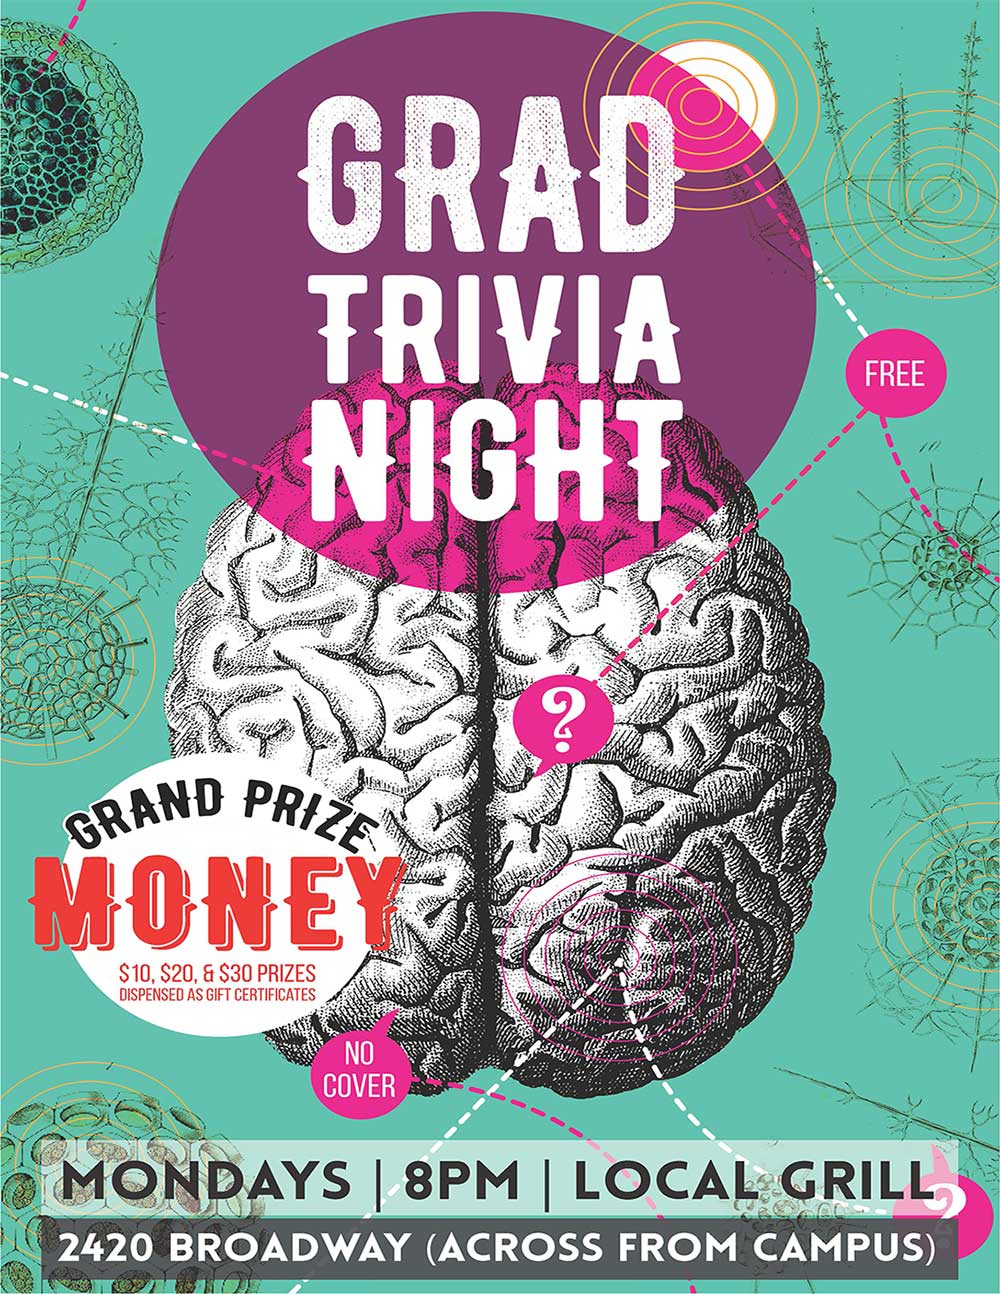 GRAD
TRIVIA
NIGHT
FREE
?
GRAND PRIZE
MONEY
$10, $20, & $30 PRIZES
DISPENSED AS GIFT CERTIFICATES
NO
COVER
MONDAYS | 8PM | LOCAL GRILL
?
2420 BROADWAY (ACROSS FROM CAMPUS)